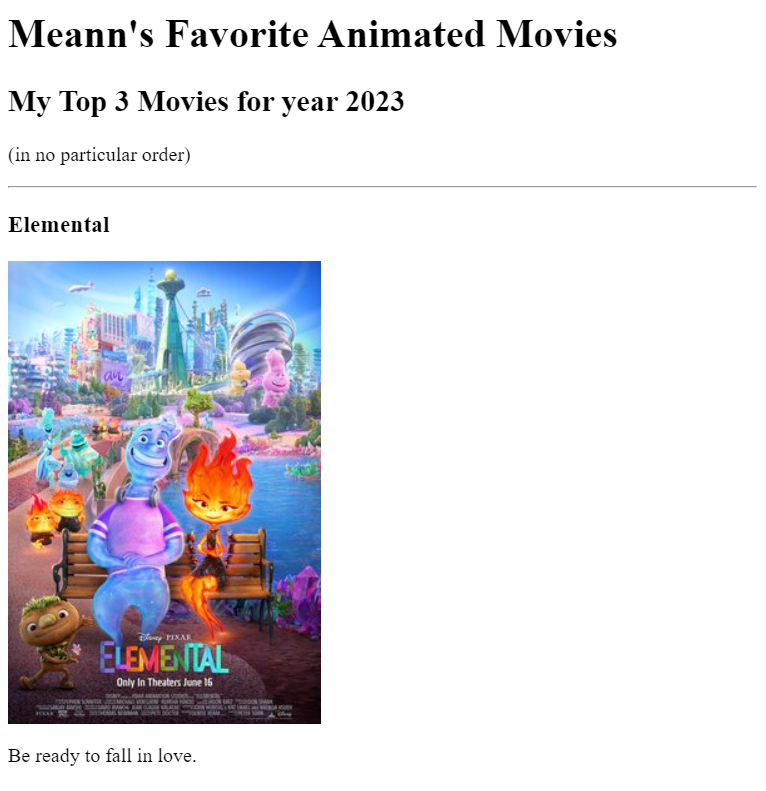 Meann's Favorite Animated Movies
My Top 3 Movies for year 2023
(in no particular order)
Elemental
Disney PIXAR
ELEMENTAL
Only In Theaters June 16
Be ready to fall in love.